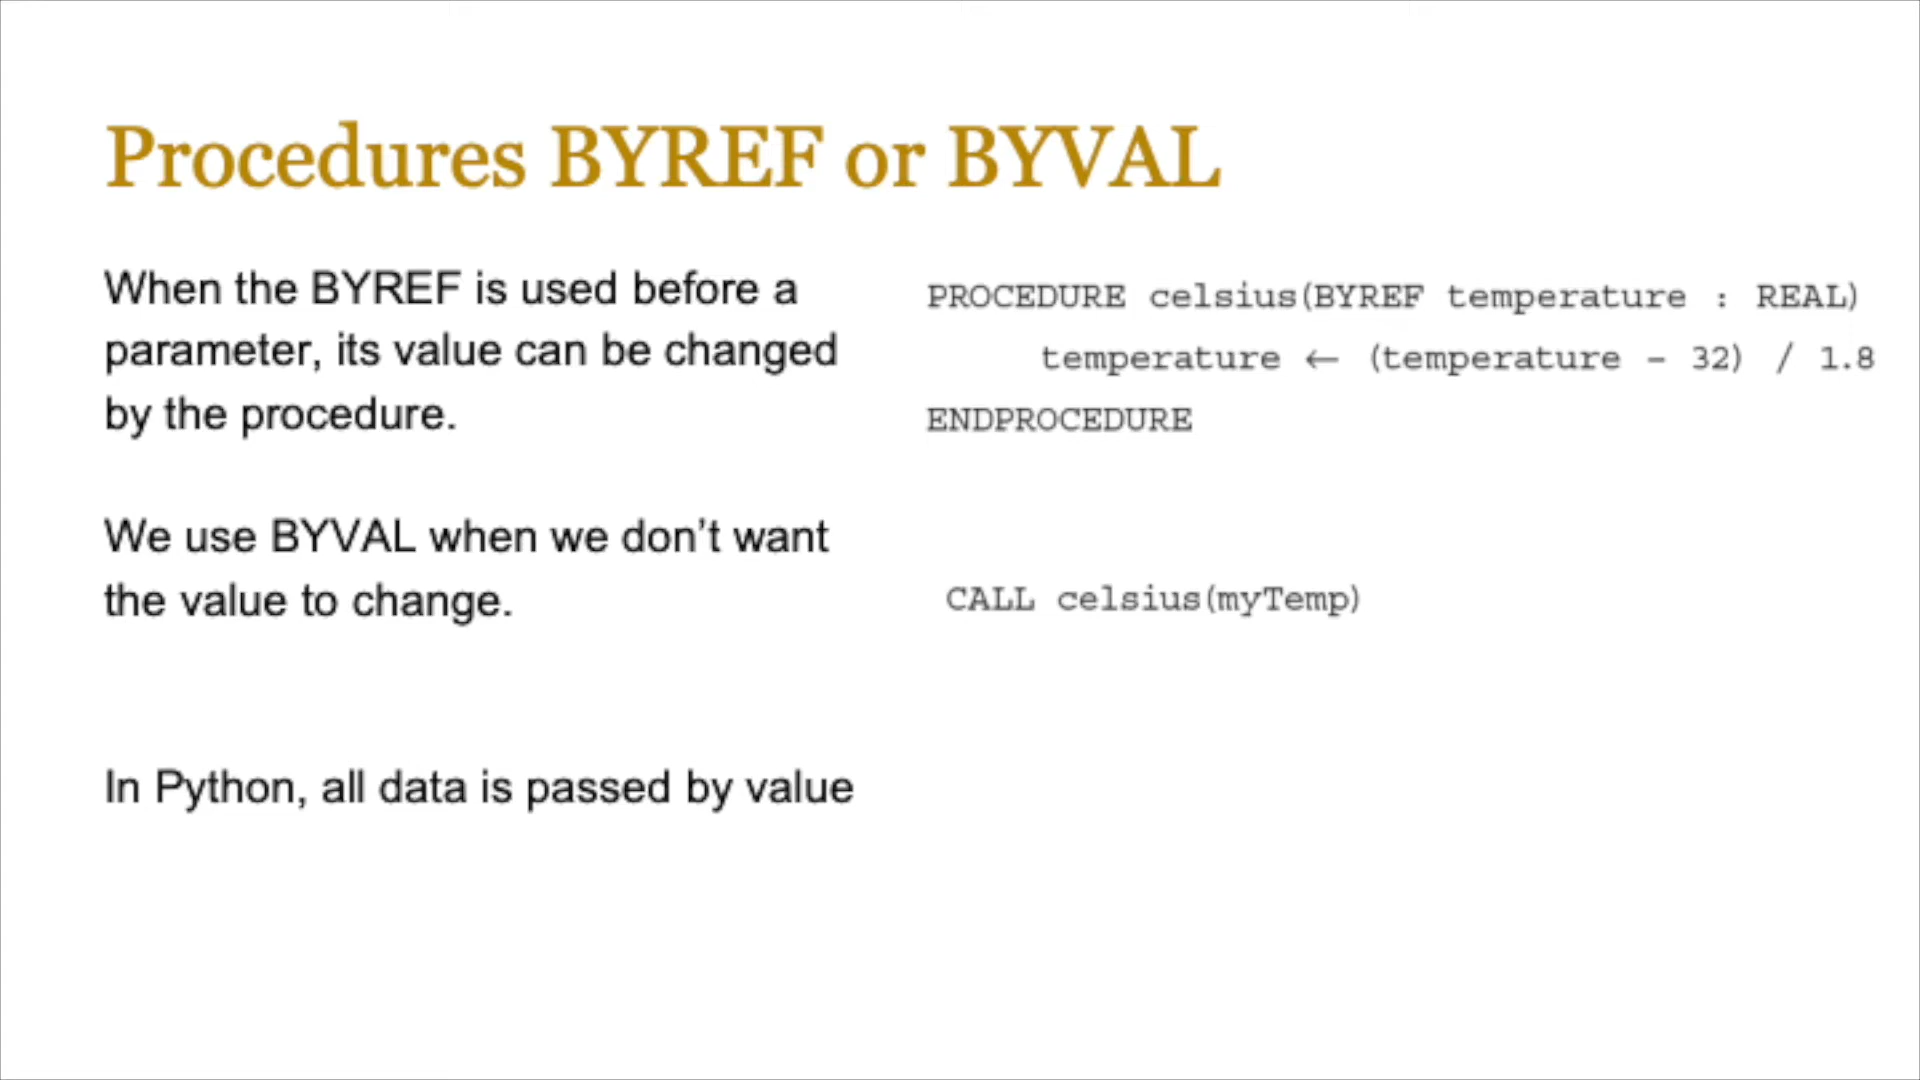 Procedures BYREF or BYVAL
When the BYREF is used before a
parameter, its value can be changed
by the procedure.
We use BYVAL when we don't want
the value to change.
In Python, all data is passed by value
PROCEDURE celsius(BYREF temperature : REAL)
temperature ← (temperature - 32) / 1.8
ENDPROCEDURE
CALL celsius(myTemp)